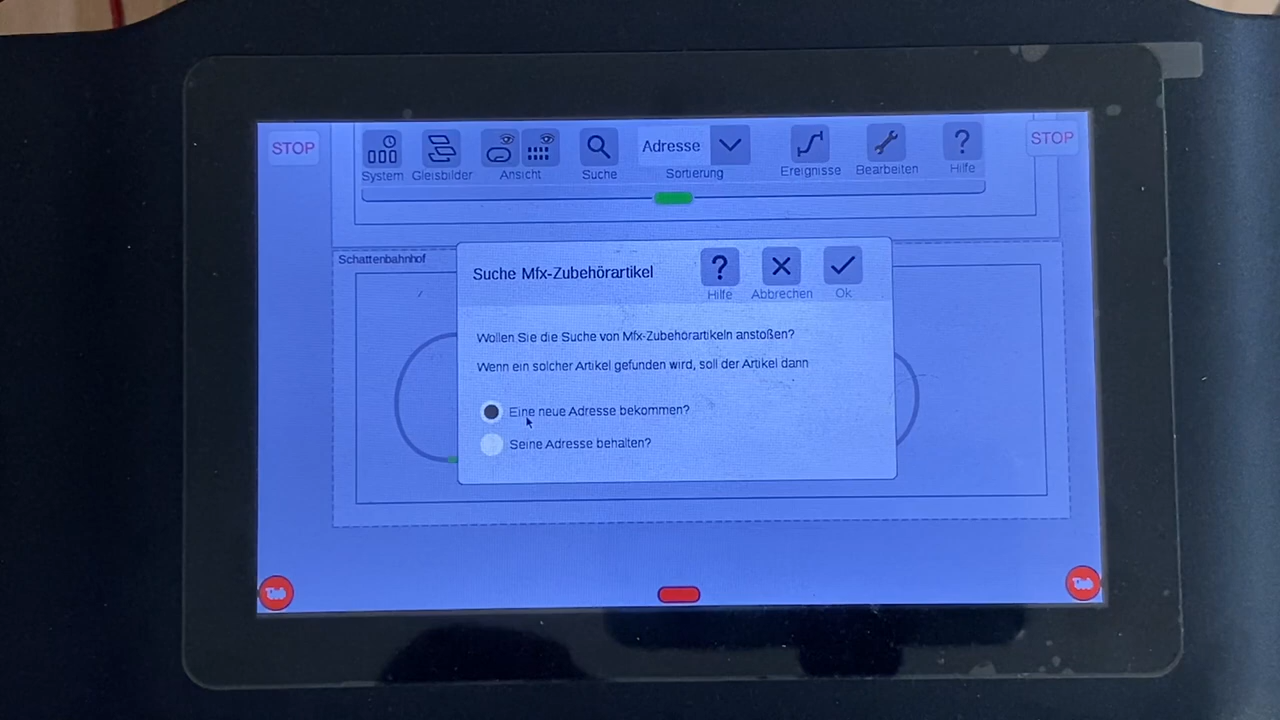 STOP
STOP
Adresse
System
Gleisbilder
Ansicht
Suche
Sortierung
Ereignisse
Bearbeiten
Hilfe
Schattenbahnhof
Suche Mfx-Zubehörartikel
Hilfe
Abbrechen
Ok
Wollen Sie die Suche von Mfx-Zubehörartikeln anstoßen?
Wenn ein solcher Artikel gefunden wird, soll der Artikel dann
Eine neue Adresse bekommen?
Seine Adresse behalten?